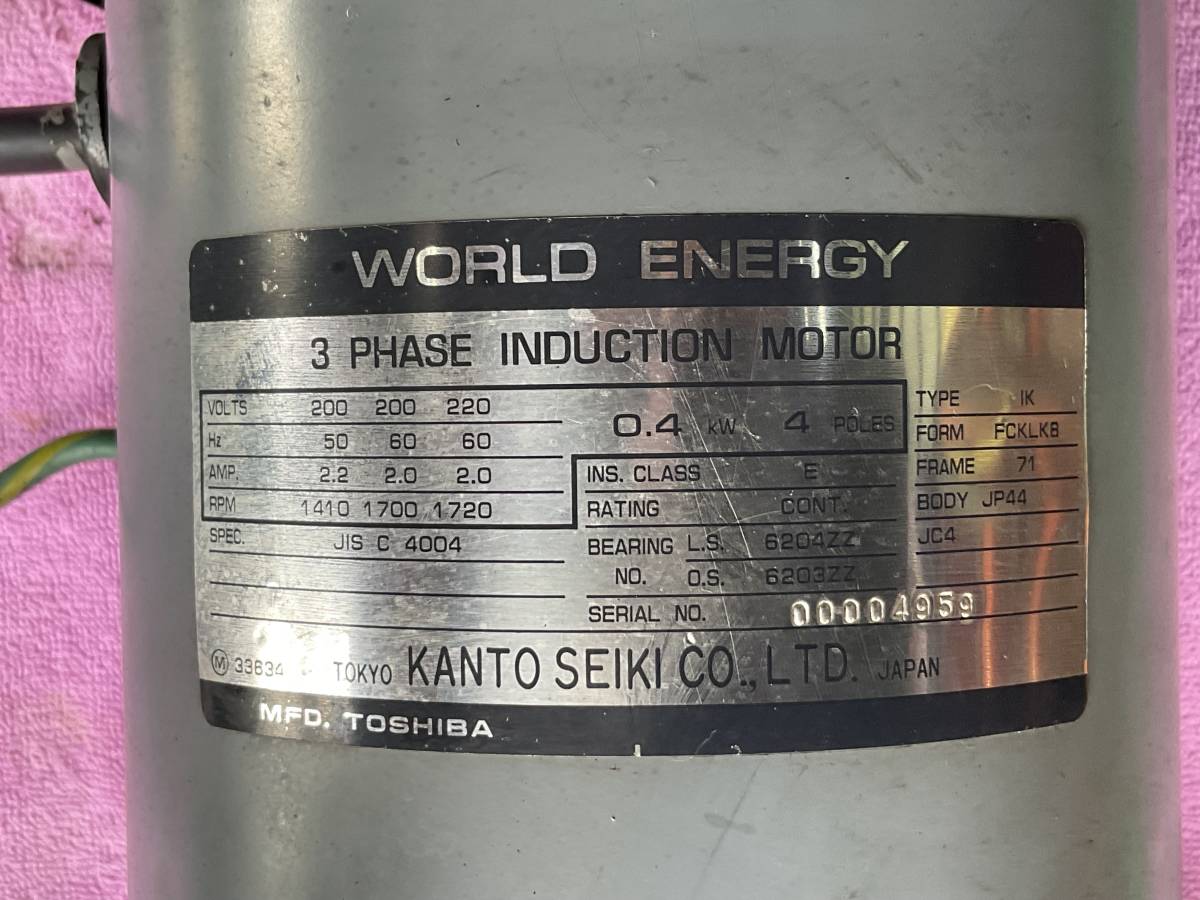 WORLD ENERGY
3 PHASE INDUCTION MOTOR
VOLTS 200 200 220
Hz 50 60 60
AMP. 2.2 2.0 2.0
RPM 1410 1700 1720
SPEC. JIS C 4004
0.4 kW 4 POLES
INS. CLASS E
RATING CONT.
BEARING L.S. 6204ZZ
NO. O.S. 6203ZZ
SERIAL NO. 00004959
TYPE IK
FORM FCKLK8
FRAME 71
BODY JP44
JC4
Ⓜ 33634 TOKYO KANTO SEIKI CO., LTD. JAPAN
MFD. TOSHIBA